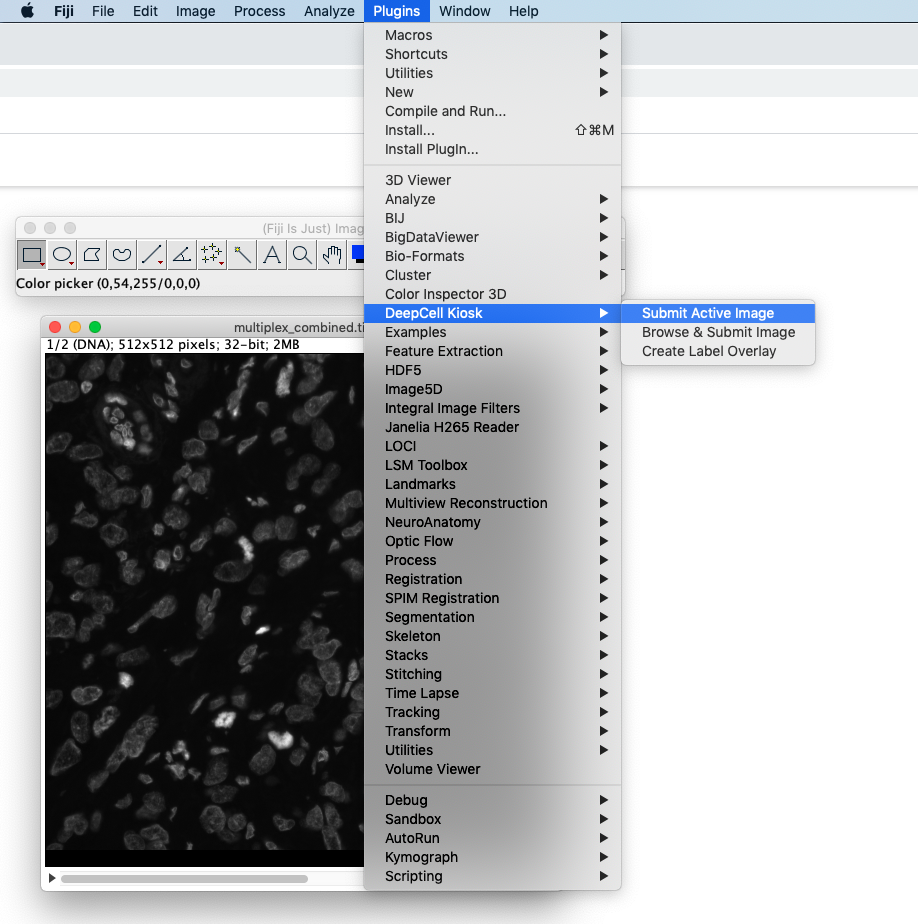 Fiji File Edit Image Process Analyze Plugins Window Help
Macros
Shortcuts
Utilities
New
Compile and Run...
Install... ⇧⌘M
Install PlugIn...
3D Viewer
Analyze
BIJ
BigDataViewer
Bio-Formats
Cluster
Color Inspector 3D
DeepCell Kiosk
Examples
Feature Extraction
HDF5
Image5D
Integral Image Filters
Janelia H265 Reader
LOCI
LSM Toolbox
Landmarks
Multiview Reconstruction
NeuroAnatomy
Optic Flow
Process
Registration
SPIM Registration
Segmentation
Skeleton
Stacks
Stitching
Time Lapse
Tracking
Transform
Utilities
Volume Viewer
Debug
Sandbox
AutoRun
Kymograph
Scripting
Submit Active Image
Browse & Submit Image
Create Label Overlay
(Fiji Is Just) Imag
Color picker (0,54,255/0,0,0)
multiplex_combined.ti
1/2 (DNA); 512x512 pixels; 32-bit; 2MB